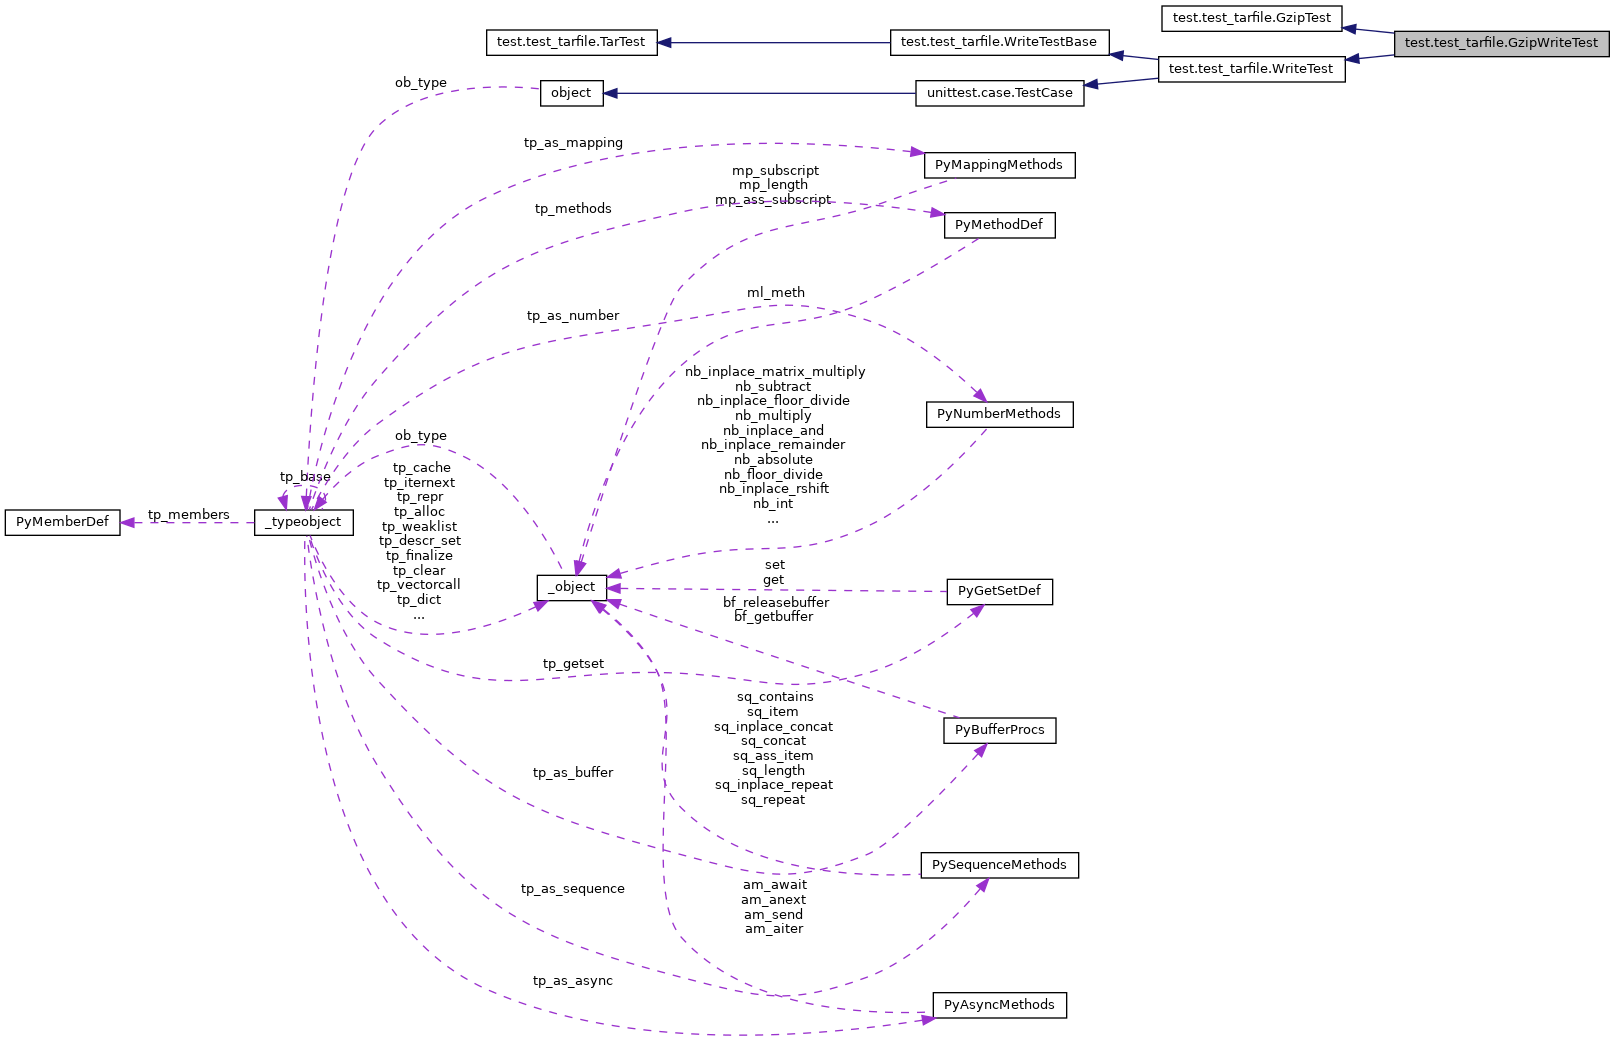 test.test_tarfile.GzipTest
test.test_tarfile.TarTest
test.test_tarfile.WriteTestBase
test.test_tarfile.GzipWriteTest
test.test_tarfile.WriteTest
ob_type
object
unittest.case.TestCase
tp_as_mapping
PyMappingMethods
mp_subscript
mp_length
mp_ass_subscript
tp_methods
PyMethodDef
ml_meth
tp_as_number
nb_inplace_matrix_multiply
nb_subtract
nb_inplace_floor_divide
nb_multiply
nb_inplace_and
nb_inplace_remainder
nb_absolute
nb_floor_divide
nb_inplace_rshift
nb_int
...
PyNumberMethods
ob_type
tp_cache
tp_iternext
tp_repr
tp_alloc
tp_weaklist
tp_descr_set
tp_finalize
tp_clear
tp_vectorcall
tp_dict
...
tp_base
PyMemberDef
tp_members
_typeobject
_object
set
get
PyGetSetDef
bf_releasebuffer
bf_getbuffer
tp_getset
sq_contains
sq_item
sq_inplace_concat
sq_concat
sq_ass_item
sq_length
sq_inplace_repeat
sq_repeat
PyBufferProcs
tp_as_buffer
PySequenceMethods
tp_as_sequence
am_await
am_anext
am_send
am_aiter
tp_as_async
PyAsyncMethods